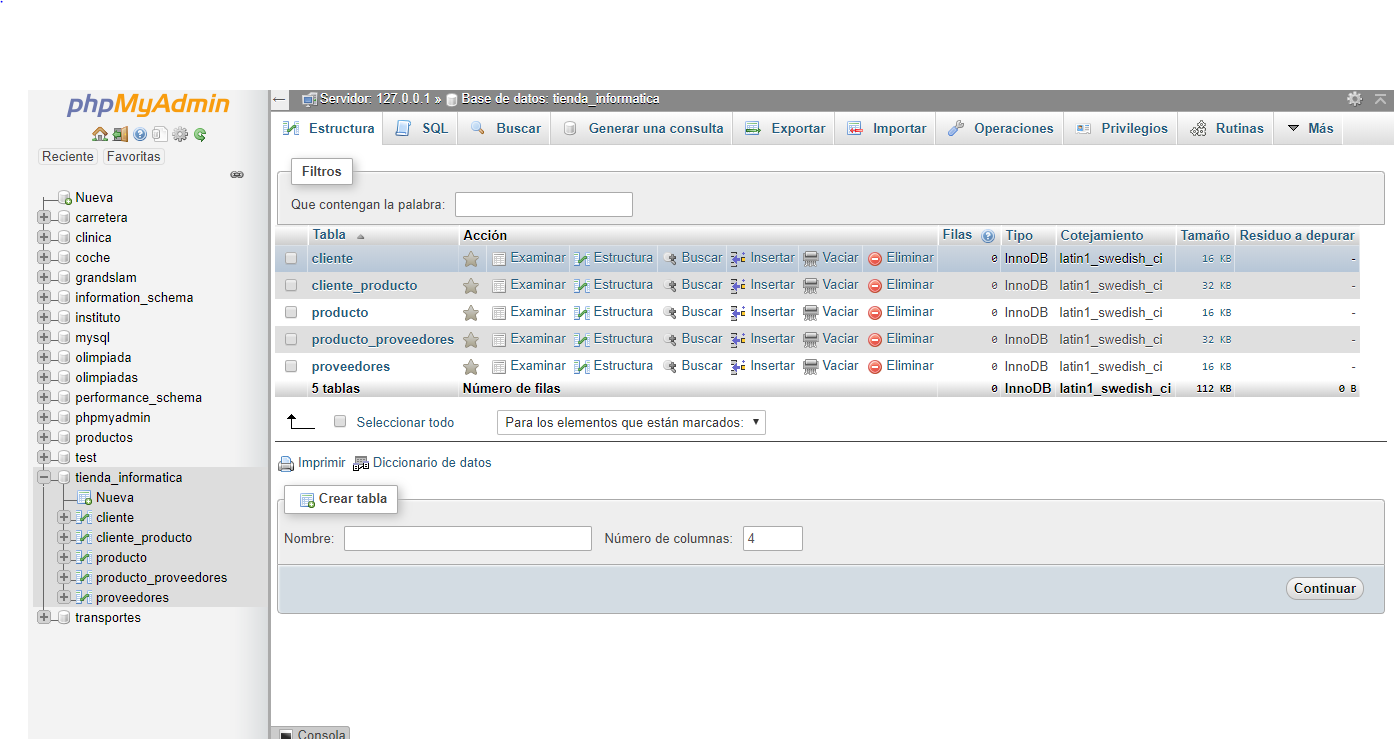 phpMyAdmin
Reciente Favoritas
Nueva
carretera
clinica
coche
grandslam
information_schema
instituto
mysql
olimpiada
olimpiadas
performance_schema
phpmyadmin
productos
test
tienda_informatica
Nueva
cliente
cliente_producto
producto
producto_proveedores
proveedores
transportes
Servidor: 127.0.0.1 » Base de datos: tienda_informatica
Estructura SQL Buscar Generar una consulta Exportar Importar Operaciones Privilegios Rutinas Más
Filtros
Que contengan la palabra:
Tabla Acción Filas Tipo Cotejamiento Tamaño Residuo a depurar
cliente Examinar Estructura Buscar Insertar Vaciar Eliminar 0 InnoDB latin1_swedish_ci 16 KB -
cliente_producto Examinar Estructura Buscar Insertar Vaciar Eliminar 0 InnoDB latin1_swedish_ci 32 KB -
producto Examinar Estructura Buscar Insertar Vaciar Eliminar 0 InnoDB latin1_swedish_ci 16 KB -
producto_proveedores Examinar Estructura Buscar Insertar Vaciar Eliminar 0 InnoDB latin1_swedish_ci 32 KB -
proveedores Examinar Estructura Buscar Insertar Vaciar Eliminar 0 InnoDB latin1_swedish_ci 16 KB -
5 tablas Número de filas 0 InnoDB latin1_swedish_ci 112 KB 0 B
Seleccionar todo Para los elementos que están marcados:
Imprimir Diccionario de datos
Crear tabla
Nombre: Número de columnas: 4
Continuar
Consola